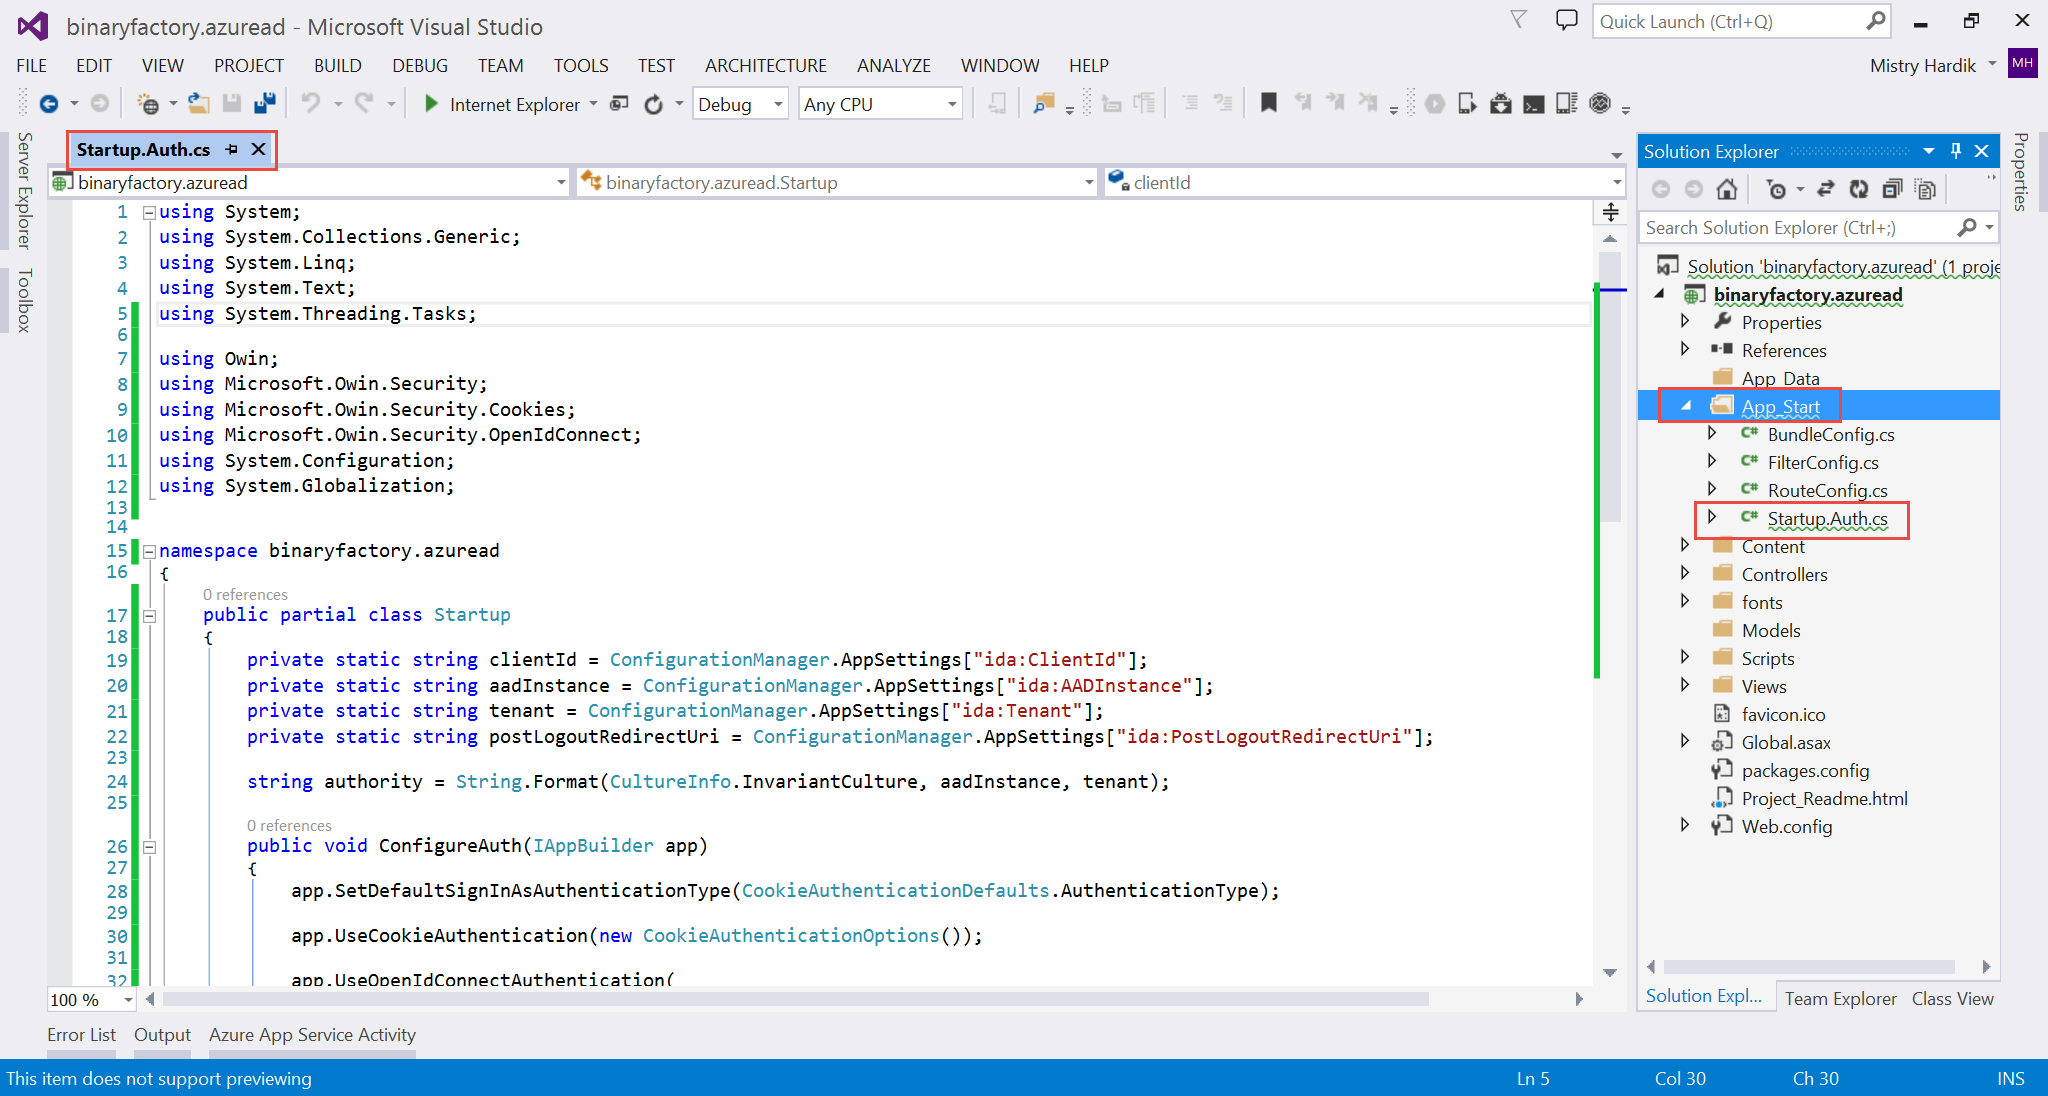 binaryfactory.azuread - Microsoft Visual Studio
Quick Launch (Ctrl+Q)
FILE EDIT VIEW PROJECT BUILD DEBUG TEAM TOOLS TEST ARCHITECTURE ANALYZE WINDOW HELP
Mistry Hardik MH
Internet Explorer Debug Any CPU
Server Explorer
Toolbox
Startup.Auth.cs
binaryfactory.azuread binaryfactory.azuread.Startup clientId
1 using System;
2 using System.Collections.Generic;
3 using System.Linq;
4 using System.Text;
5 using System.Threading.Tasks;
6
7 using Owin;
8 using Microsoft.Owin.Security;
9 using Microsoft.Owin.Security.Cookies;
10 using Microsoft.Owin.Security.OpenIdConnect;
11 using System.Configuration;
12 using System.Globalization;
13
14
15 namespace binaryfactory.azuread
16 {
0 references
17 public partial class Startup
18 {
19 private static string clientId = ConfigurationManager.AppSettings["ida:ClientId"];
20 private static string aadInstance = ConfigurationManager.AppSettings["ida:AADInstance"];
21 private static string tenant = ConfigurationManager.AppSettings["ida:Tenant"];
22 private static string postLogoutRedirectUri = ConfigurationManager.AppSettings["ida:PostLogoutRedirectUri"];
23
24 string authority = String.Format(CultureInfo.InvariantCulture, aadInstance, tenant);
25
0 references
26 public void ConfigureAuth(IAppBuilder app)
27 {
28 app.SetDefaultSignInAsAuthenticationType(CookieAuthenticationDefaults.AuthenticationType);
29
30 app.UseCookieAuthentication(new CookieAuthenticationOptions());
31
32 app.UseOpenIdConnectAuthentication(
100 %
Solution Explorer
Search Solution Explorer (Ctrl+;)
Solution 'binaryfactory.azuread' (1 proje
binaryfactory.azuread
Properties
References
App_Data
App_Start
C# BundleConfig.cs
C# FilterConfig.cs
C# RouteConfig.cs
C# Startup.Auth.cs
Content
Controllers
fonts
Models
Scripts
Views
favicon.ico
Global.asax
packages.config
Project_Readme.html
Web.config
Solution Expl... Team Explorer Class View
Properties
Error List Output Azure App Service Activity
This item does not support previewing Ln 5 Col 30 Ch 30 INS